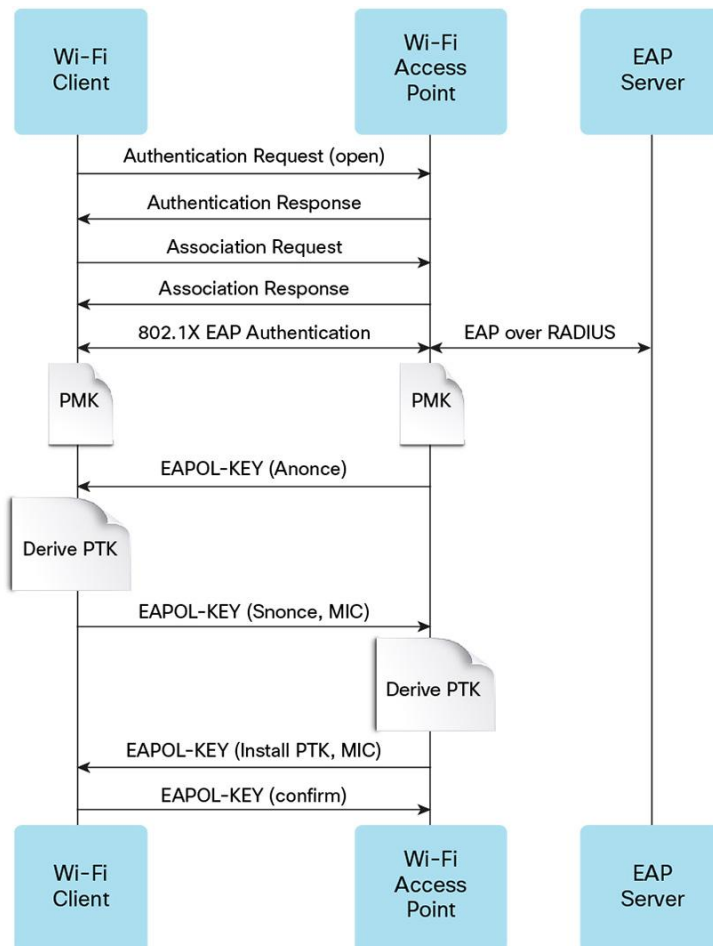 Wi-Fi
Client
Wi-Fi
Access
Point
EAP
Server
Authentication Request (open)
Authentication Response
Association Request
Association Response
802.1X EAP Authentication
EAP over RADIUS
PMK
PMK
EAPOL-KEY (Anonce)
Derive PTK
EAPOL-KEY (Snonce, MIC)
Derive PTK
EAPOL-KEY (Install PTK, MIC)
EAPOL-KEY (confirm)
Wi-Fi
Client
Wi-Fi
Access
Point
EAP
Server